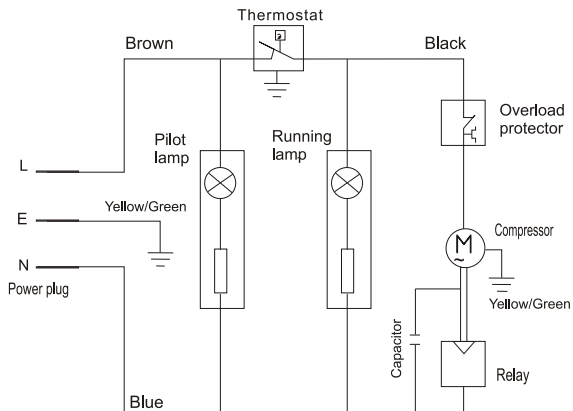 Thermostat
Brown
Black
Overload
protector
Pilot
lamp
Running
lamp
L
E
Yellow/Green
N
Power plug
M
~
Compressor
Yellow/Green
Capacitor
Relay
Blue